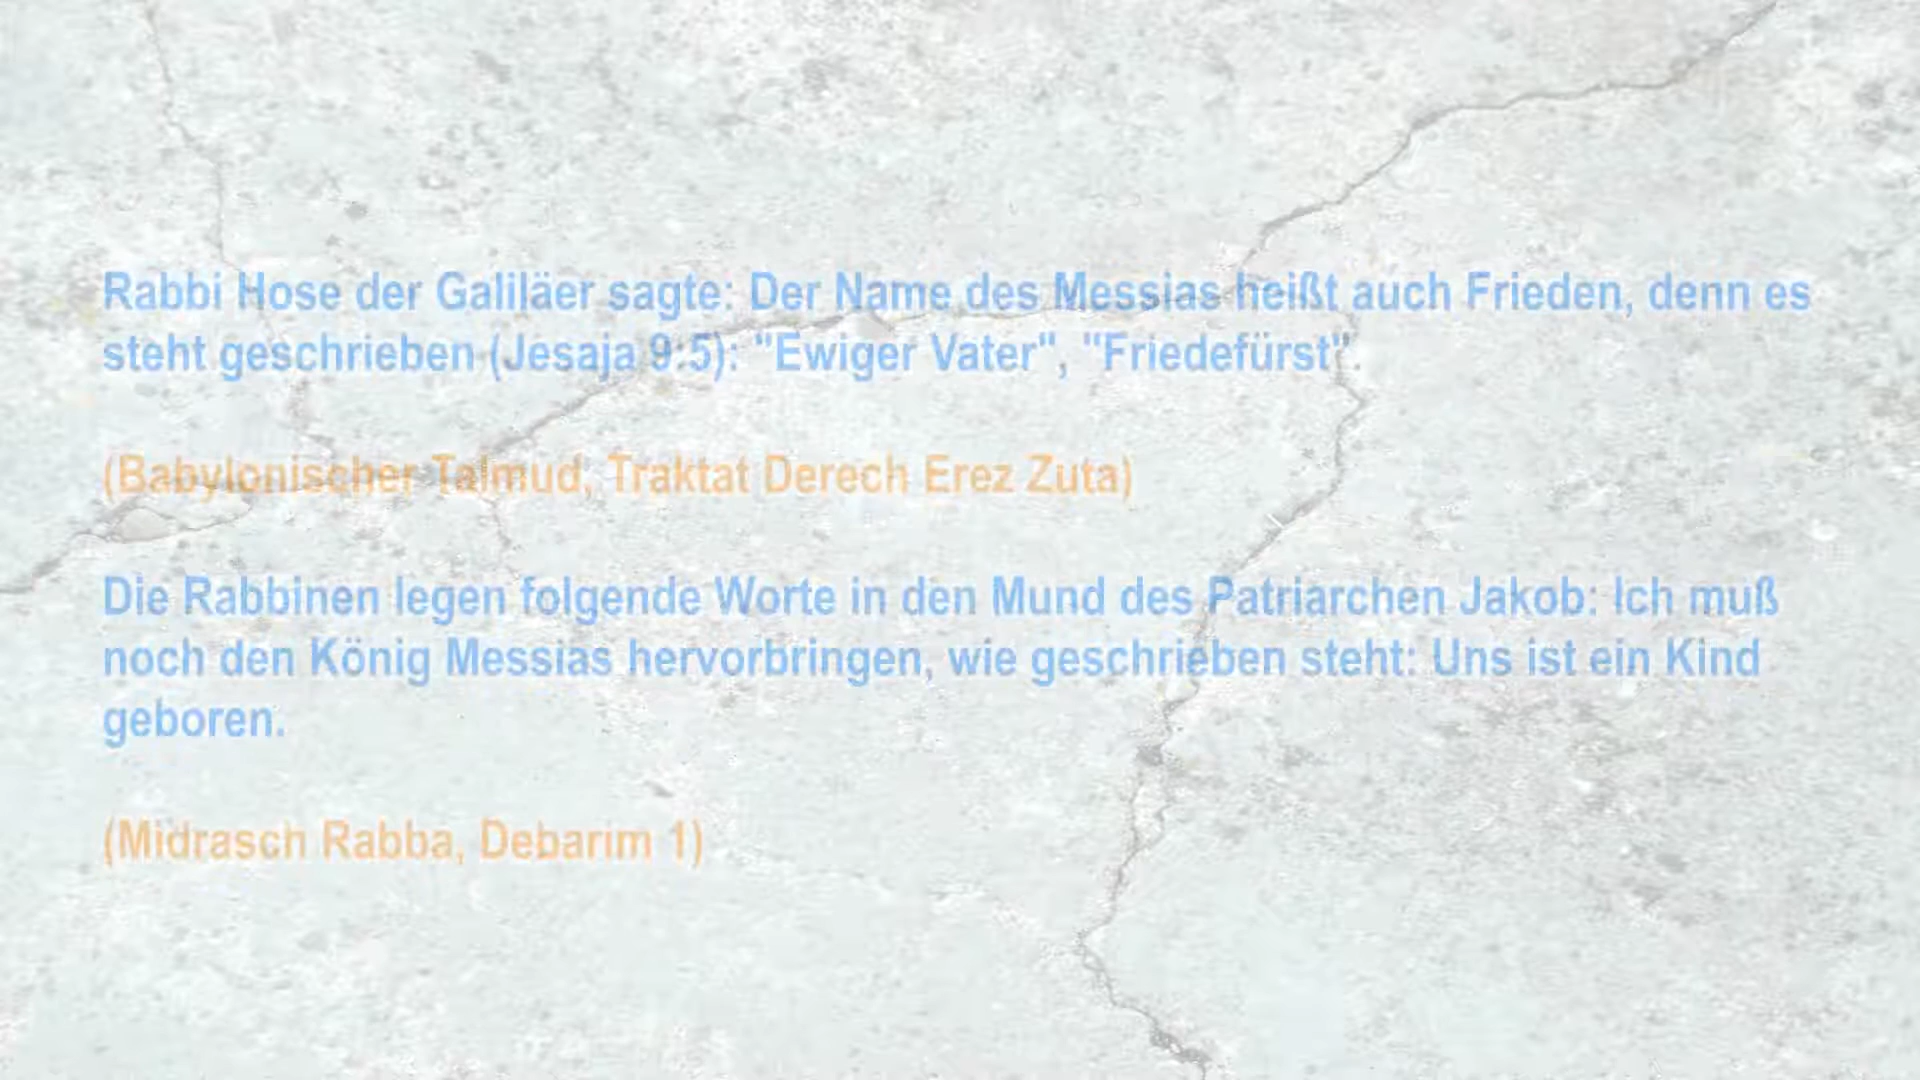 Rabbi Hose der Galiläer sagte: Der Name des Messias heißt auch Frieden, denn es
steht geschrieben (Jesaja 9:5): "Ewiger Vater", "Friedefürst".
(Babylonischer Talmud, Traktat Derech Erez Zuta)
Die Rabbinen legen folgende Worte in den Mund des Patriarchen Jakob: Ich muß
noch den König Messias hervorbringen, wie geschrieben steht: Uns ist ein Kind
geboren.
(Midrasch Rabba, Debarim 1)